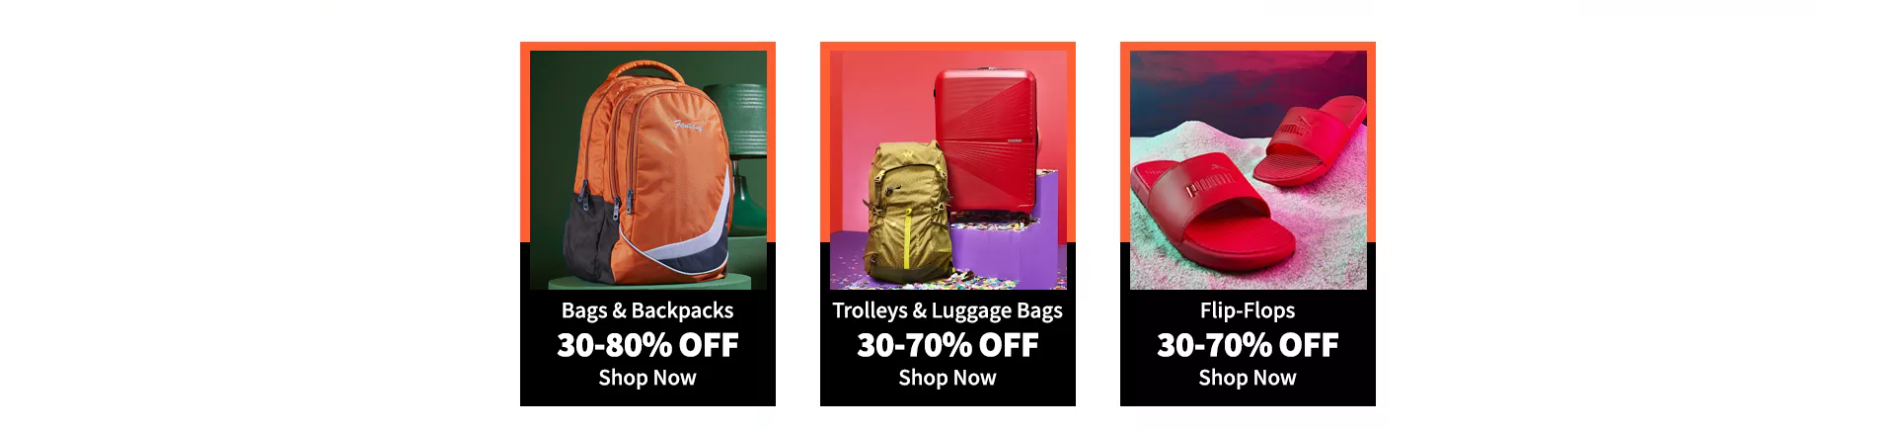 Bags & Backpacks
30-80% OFF
Shop Now
Trolleys & Luggage Bags
30-70% OFF
Shop Now
PUMA
Flip-Flops
30-70% OFF
Shop Now